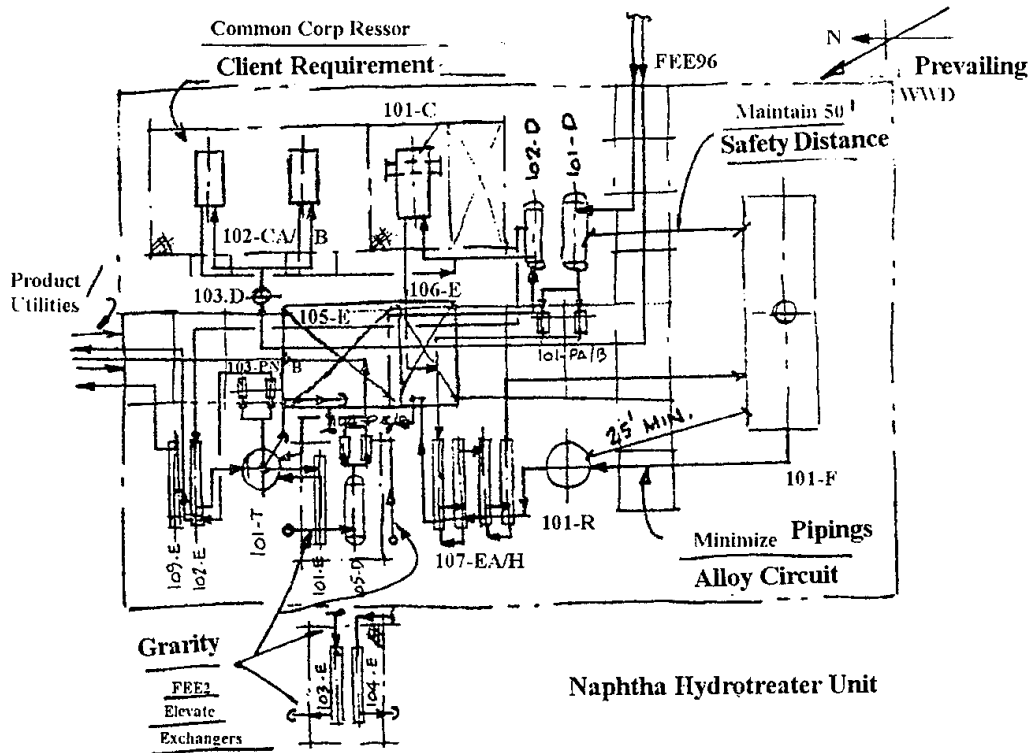 Common Corp Ressor
Client Requirement
FEE96
N
Prevailing
WWD
101-C
102-D
101-D
Maintain 50'
Safety Distance
102-CA/ B
Product
Utilities
103.D
106-E
105-E
101-PA/B
103-PN/B
25' MIN.
101-F
101-R
109-E
102-E
101-T
101-E
05-D
107-EA/H
Minimize Pipings
Alloy Circuit
Grarity
FEE2
Elevate
Exchangers
103-E
104-E
Naphtha Hydrotreater Unit